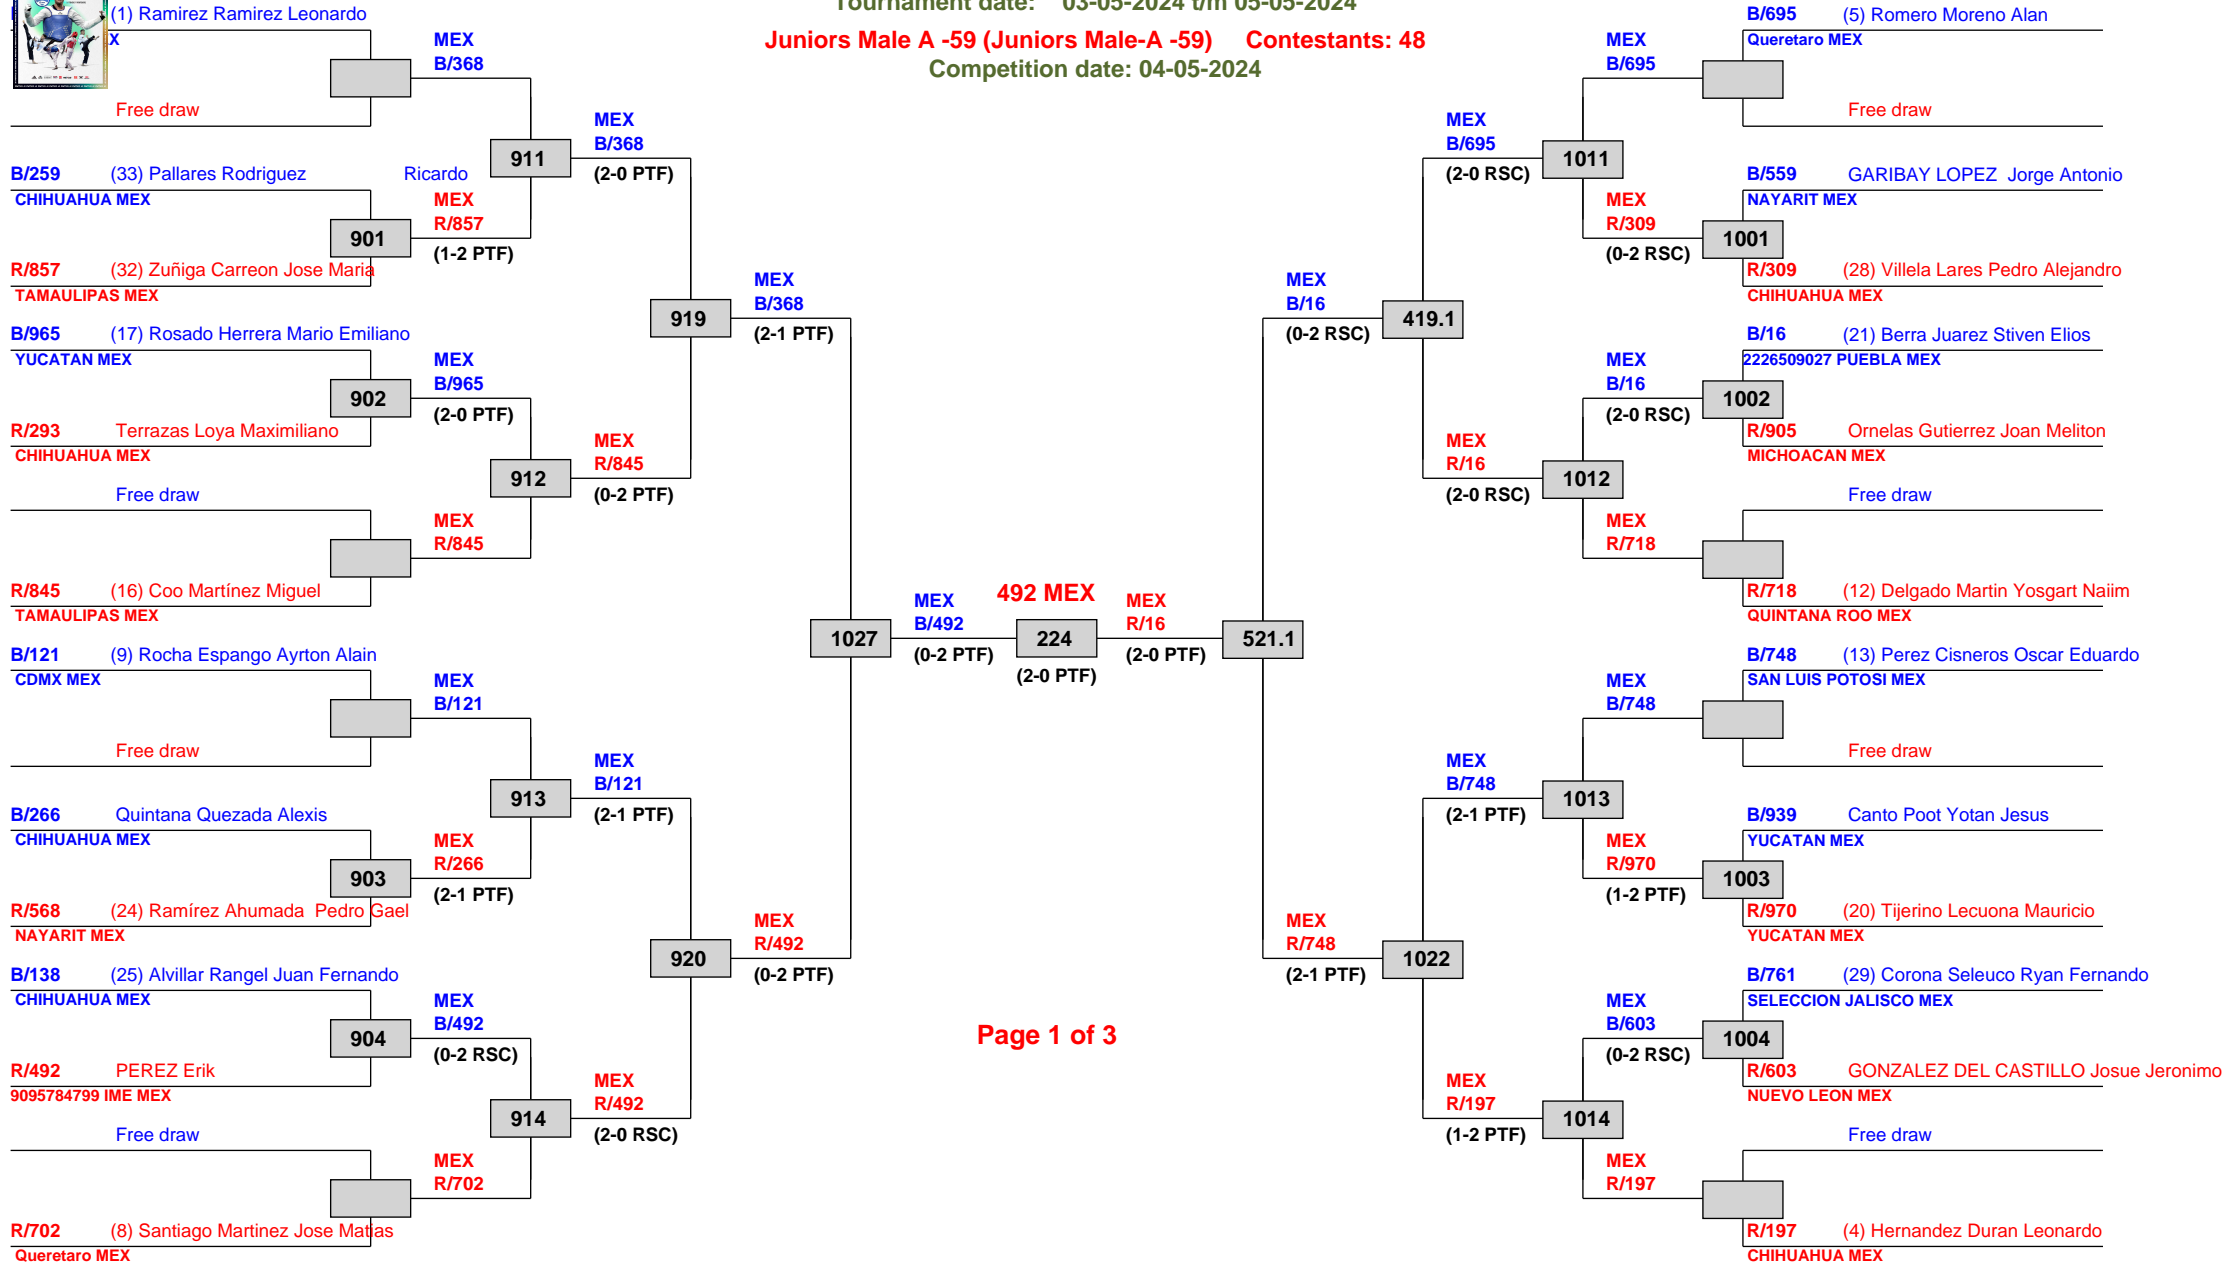 Tournament date: 03-05-2024 t/m 05-05-2024
Juniors Male A -59 (Juniors Male-A -59) Contestants: 48
Competition date: 04-05-2024
(1) Ramirez Ramirez Leonardo
X
Free draw
B/259 (33) Pallares Rodriguez Ricardo
CHIHUAHUA MEX
R/857 (32) Zuñiga Carreon Jose Maria
TAMAULIPAS MEX
B/965 (17) Rosado Herrera Mario Emiliano
YUCATAN MEX
R/293 Terrazas Loya Maximiliano
CHIHUAHUA MEX
Free draw
R/845 (16) Coo Martínez Miguel
TAMAULIPAS MEX
B/121 (9) Rocha Espango Ayrton Alain
CDMX MEX
Free draw
B/266 Quintana Quezada Alexis
CHIHUAHUA MEX
R/568 (24) Ramírez Ahumada Pedro Gael
NAYARIT MEX
B/138 (25) Alvillar Rangel Juan Fernando
CHIHUAHUA MEX
R/492 PEREZ Erik
9095784799 IME MEX
Free draw
R/702 (8) Santiago Martinez Jose Matias
Queretaro MEX
901
902
903
904
MEX
B/368
MEX
R/857
(1-2 PTF)
MEX
B/965
(2-0 PTF)
MEX
R/845
MEX
B/121
MEX
R/266
(2-1 PTF)
MEX
B/492
(0-2 RSC)
MEX
R/702
911
912
913
914
MEX
B/368
(2-0 PTF)
MEX
R/845
(0-2 PTF)
MEX
B/121
(2-1 PTF)
MEX
R/492
(2-0 RSC)
919
920
MEX
B/368
(2-1 PTF)
MEX
R/492
(0-2 PTF)
1027
MEX
B/492
(0-2 PTF)
492 MEX
224
(2-0 PTF)
MEX
R/16
(2-0 PTF)
521.1
Page 1 of 3
MEX
B/16
(0-2 RSC)
MEX
R/748
(2-1 PTF)
419.1
1022
MEX
B/695
(2-0 RSC)
MEX
R/16
(2-0 RSC)
MEX
B/748
(2-1 PTF)
MEX
R/197
(1-2 PTF)
1011
1012
1013
1014
MEX
B/695
MEX
R/309
(0-2 RSC)
MEX
B/16
(2-0 RSC)
MEX
R/718
MEX
B/748
MEX
R/970
(1-2 PTF)
MEX
B/603
(0-2 RSC)
MEX
R/197
1001
1002
1003
1004
B/695 (5) Romero Moreno Alan
Queretaro MEX
Free draw
B/559 GARIBAY LOPEZ Jorge Antonio
NAYARIT MEX
R/309 (28) Villela Lares Pedro Alejandro
CHIHUAHUA MEX
B/16 (21) Berra Juarez Stiven Elios
2226509027 PUEBLA MEX
R/905 Ornelas Gutierrez Joan Meliton
MICHOACAN MEX
Free draw
R/718 (12) Delgado Martin Yosgart Naiim
QUINTANA ROO MEX
B/748 (13) Perez Cisneros Oscar Eduardo
SAN LUIS POTOSI MEX
Free draw
B/939 Canto Poot Yotan Jesus
YUCATAN MEX
R/970 (20) Tijerino Lecuona Mauricio
YUCATAN MEX
B/761 (29) Corona Seleuco Ryan Fernando
SELECCION JALISCO MEX
R/603 GONZALEZ DEL CASTILLO Josue Jeronimo
NUEVO LEON MEX
Free draw
R/197 (4) Hernandez Duran Leonardo
CHIHUAHUA MEX